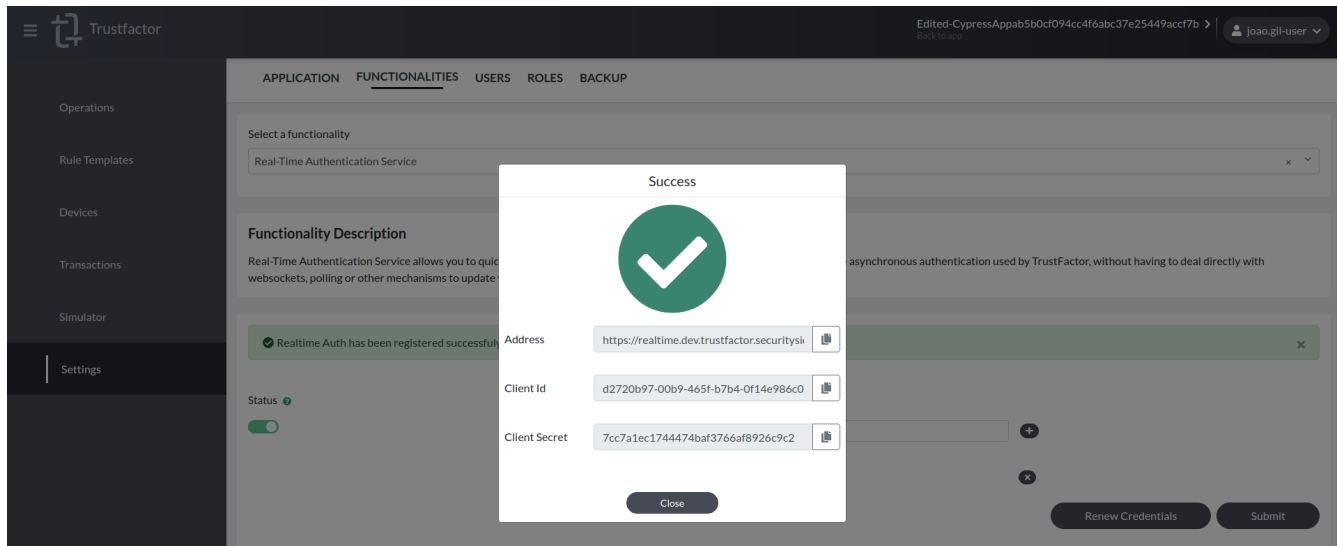 Trustfactor
Edited-CypressAppab5b0cf094cc4f6abc37e25449accf7b
Back to app
joao.gil-user
Operations
Rule Templates
Devices
Transactions
Simulator
Settings
APPLICATION FUNCTIONALITIES USERS ROLES BACKUP
Select a functionality
Real-Time Authentication Service
Functionality Description
Real-Time Authentication Service allows you to quic
asynchronous authentication used by TrustFactor, without having to deal directly with
websockets, polling or other mechanisms to update
Realtime Auth has been registered successfuly
Status
Renew Credentials
Submit
Success
Address
https://realtime.dev.trustfactor.securitysi
Client Id
d2720b97-00b9-465f-b7b4-0f14e986c0
Client Secret
7cc7a1ec1744474baf3766af8926c9c2
Close